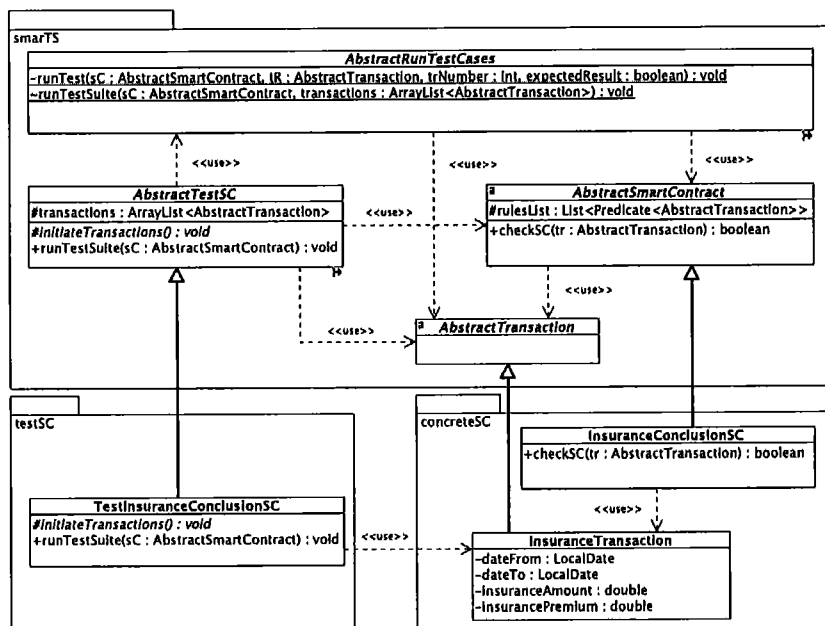 smarTS
AbstractRunTestCases
-runTest(sC : AbstractSmartContract, tR : AbstractTransaction, trNumber : Int, expectedResult : boolean) : void
~runTestSuite(sC : AbstractSmartContract, transactions : ArrayList<AbstractTransaction>) : void
<<use>>
<<use>>
<<use>>
AbstractTestSC
#transactions : ArrayList<AbstractTransaction>
#initiateTransactions() : void
+runTestSuite(sC : AbstractSmartContract) : void
<<use>>
AbstractSmartContract
#rulesList : List<Predicate<AbstractTransaction>>
+checkSC(tr : AbstractTransaction) : boolean
<<use>>
<<use>>
AbstractTransaction
testSC
concreteSC
InsuranceConclusionSC
+checkSC(tr : AbstractTransaction) : boolean
<<use>>
TestInsuranceConclusionSC
#initiateTransactions() : void
+runTestSuite(sC : AbstractSmartContract) : void
<<use>>
InsuranceTransaction
-dateFrom : LocalDate
-dateTo : LocalDate
-insuranceAmount : double
-insurancePremium : double